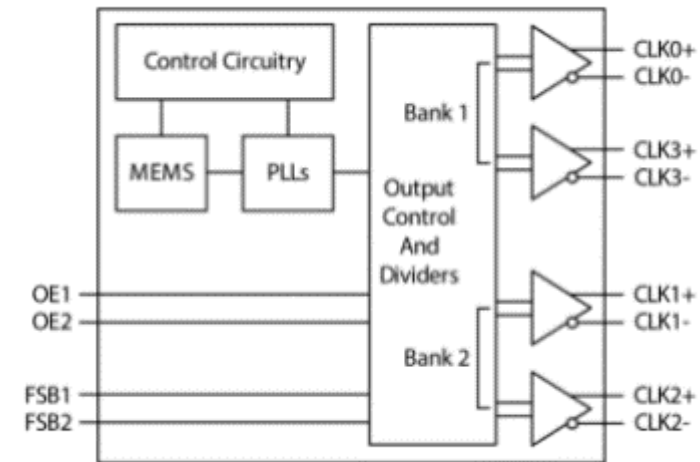 Control Circuitry
MEMS
PLLs
Output
Control
And
Dividers
Bank 1
Bank 2
OE1
OE2
FSB1
FSB2
CLK0+
CLK0-
CLK3+
CLK3-
CLK1+
CLK1-
CLK2+
CLK2-